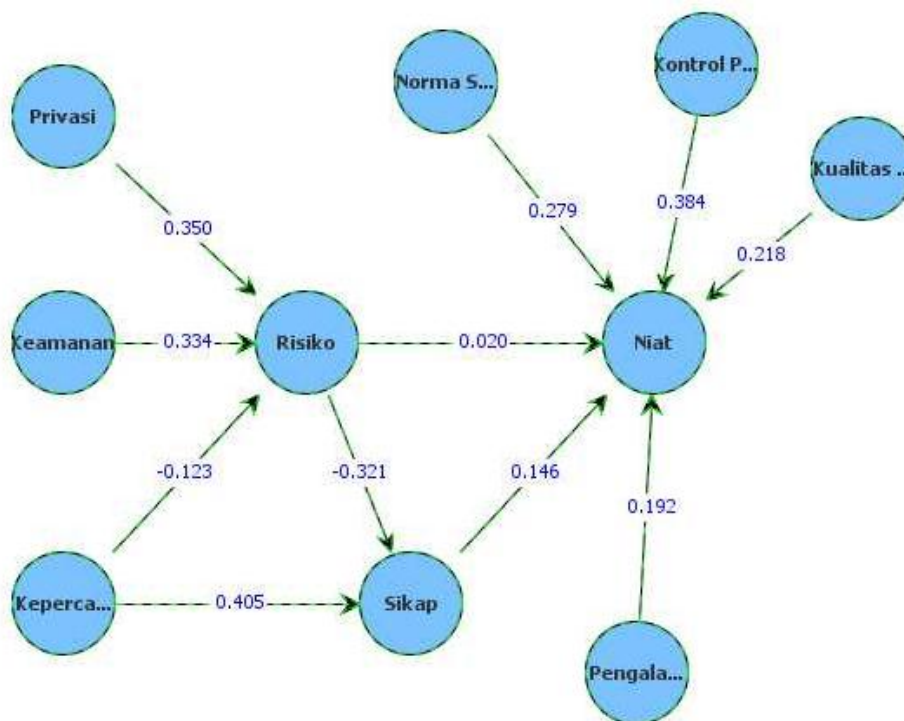 Kontrol P...
Norma S...
Privasi
Kualitas ...
0.384
0.279
0.350
0.218
Keamanan
0.334
Risiko
0.020
Niat
-0.123
-0.321
0.146
0.192
Keperca...
0.405
Sikap
Pengala...